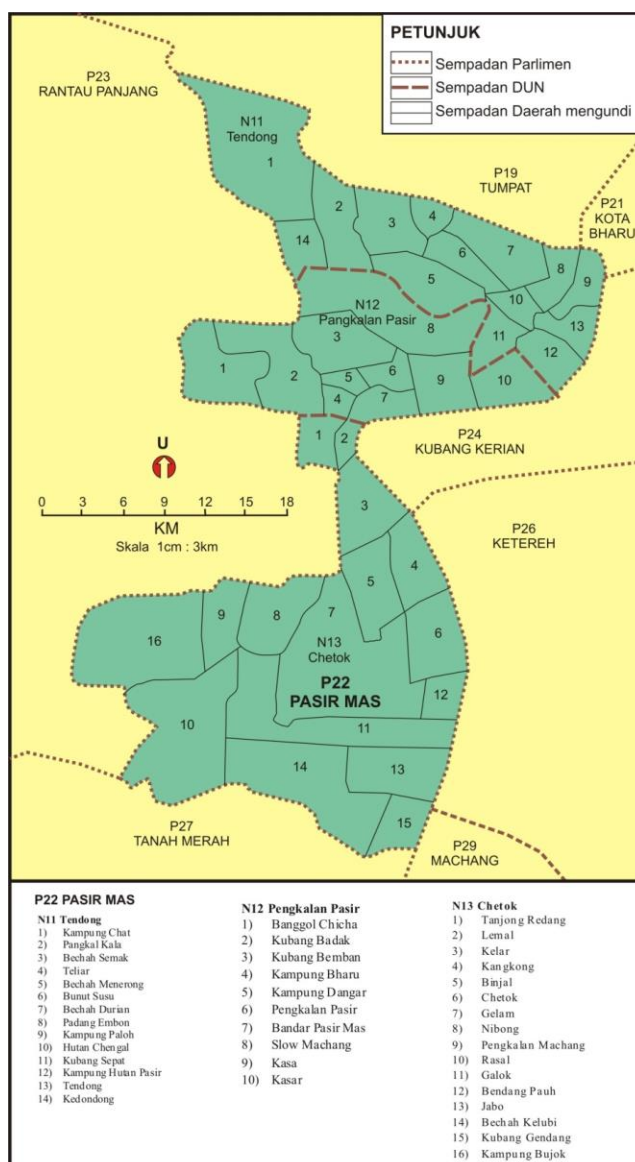 PETUNJUK
Sempadan Parlimen
Sempadan DUN
Sempadan Daerah mengundi
P23
RANTAU PANJANG
N11
Tendong
1
P19
TUMPAT
P21
KOTA
BHARU
2
3
4
14
6
7
8
5
9
10
N12
Pangkalan Pasir
8
13
3
11
12
1
2
5
6
9
10
4
7
1
2
P24
KUBANG KERIAN
U
0 3 6 9 12 15 18
KM
Skala 1cm : 3km
3
P26
KETEREH
4
5
9
8
7
6
16
N13
Chetok
P22
PASIR MAS
12
10
11
14
13
15
P27
TANAH MERAH
P29
MACHANG
P22 PASIR MAS
N11 Tendong
1) Kampung Chat
2) Pangkal Kala
3) Bechah Semak
4) Teliar
5) Bechah Menerong
6) Bunut Susu
7) Bechah Durian
8) Padang Embon
9) Kampung Paloh
10) Hutan Chengal
11) Kubang Sepat
12) Kampung Hutan Pasir
13) Tendong
14) Kedondong
N12 Pengkalan Pasir
1) Banggol Chicha
2) Kubang Badak
3) Kubang Bemban
4) Kampung Bharu
5) Kampung Dangar
6) Pengkalan Pasir
7) Bandar Pasir Mas
8) Slow Machang
9) Kasa
10) Kasar
N13 Chetok
1) Tanjong Redang
2) Lemal
3) Kelar
4) Kangkong
5) Binjal
6) Chetok
7) Gelam
8) Nibong
9) Pengkalan Machang
10) Rasal
11) Galok
12) Bendang Pauh
13) Jabo
14) Bechah Kelubi
15) Kubang Gendang
16) Kampung Bujok